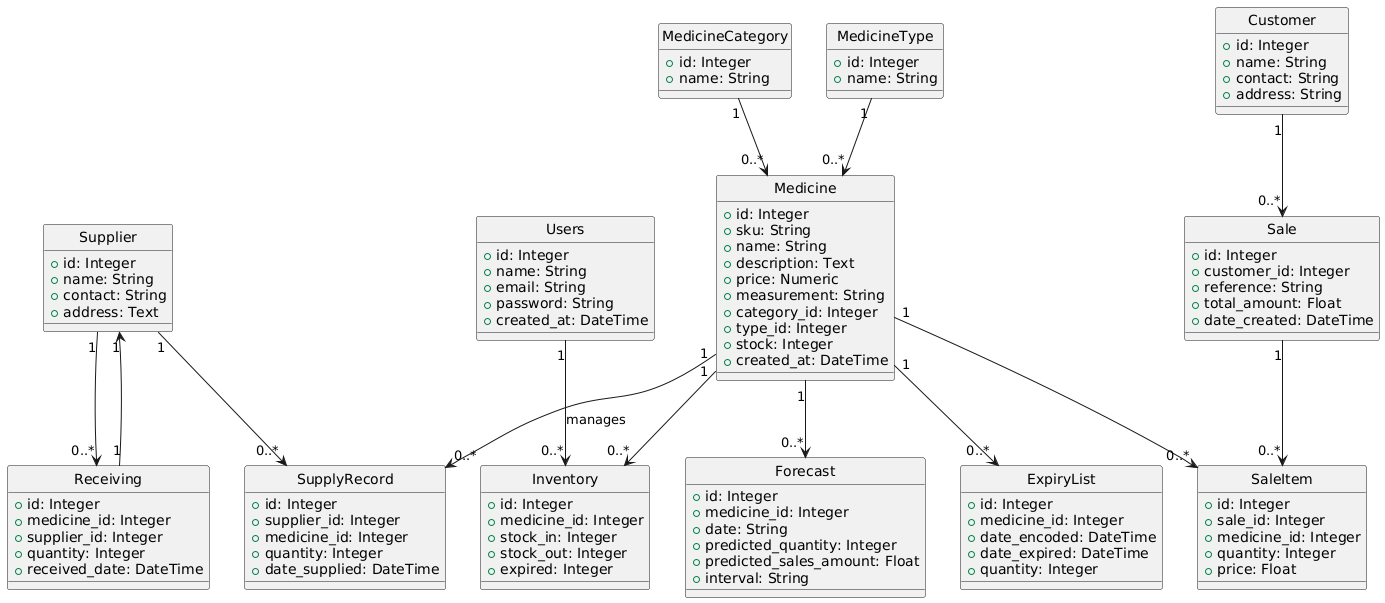 MedicineCategory
id: Integer
name: String
MedicineType
id: Integer
name: String
Customer
id: Integer
name: String
contact: String
address: String
1
0..*
1
0..*
1
0..*
Supplier
id: Integer
name: String
contact: String
address: Text
Users
id: Integer
name: String
email: String
password: String
created_at: DateTime
Medicine
id: Integer
sku: String
name: String
description: Text
price: Numeric
measurement: String
category_id: Integer
type_id: Integer
stock: Integer
created_at: DateTime
Sale
id: Integer
customer_id: Integer
reference: String
total_amount: Float
date_created: DateTime
1
1
1
1
1
1
1
1
1
1
manages
0..*
1
0..*
0..*
0..*
0..*
0..*
0..*
0..*
0..*
Receiving
id: Integer
medicine_id: Integer
supplier_id: Integer
quantity: Integer
received_date: DateTime
SupplyRecord
id: Integer
supplier_id: Integer
medicine_id: Integer
quantity: Integer
date_supplied: DateTime
Inventory
id: Integer
medicine_id: Integer
stock_in: Integer
stock_out: Integer
expired: Integer
Forecast
id: Integer
medicine_id: Integer
date: String
predicted_quantity: Integer
predicted_sales_amount: Float
interval: String
ExpiryList
id: Integer
medicine_id: Integer
date_encoded: DateTime
date_expired: DateTime
quantity: Integer
SaleItem
id: Integer
sale_id: Integer
medicine_id: Integer
quantity: Integer
price: Float